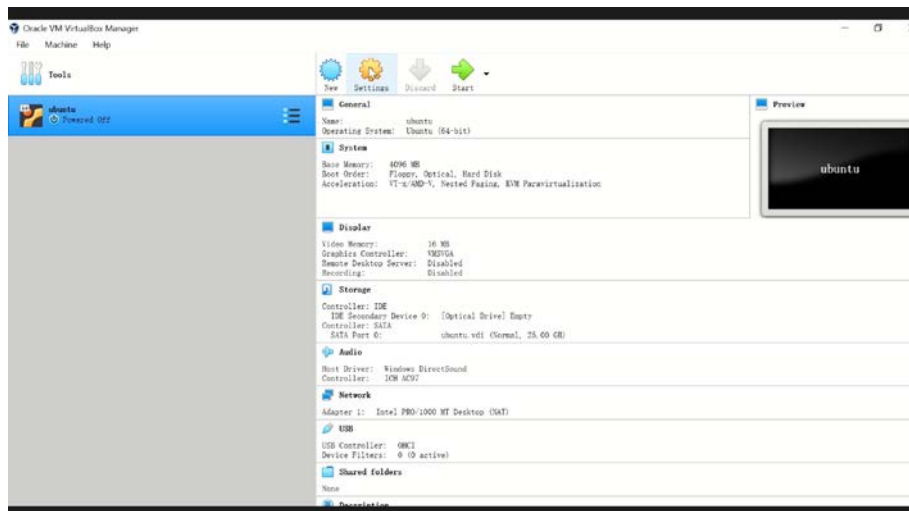 Oracle VM VirtualBox Manager
File Machine Help
Tools
New Settings Discard Start
ubuntu
Powered Off
General
Name: ubuntu
Operating System: Ubuntu (64-bit)
Preview
ubuntu
System
Base Memory: 4096 MB
Boot Order: Floppy, Optical, Hard Disk
Acceleration: VT-x/AMD-V, Nested Paging, KVM Paravirtualization
Display
Video Memory: 16 MB
Graphics Controller: VMSVGA
Remote Desktop Server: Disabled
Recording: Disabled
Storage
Controller: IDE
IDE Secondary Device 0: [Optical Drive] Empty
Controller: SATA
SATA Port 0: ubuntu.vdi (Normal, 25.00 GB)
Audio
Host Driver: Windows DirectSound
Controller: ICH AC97
Network
Adapter 1: Intel PRO/1000 MT Desktop (NAT)
USB
USB Controller: OHCI
Device Filters: 0 (0 active)
Shared folders
None
Description